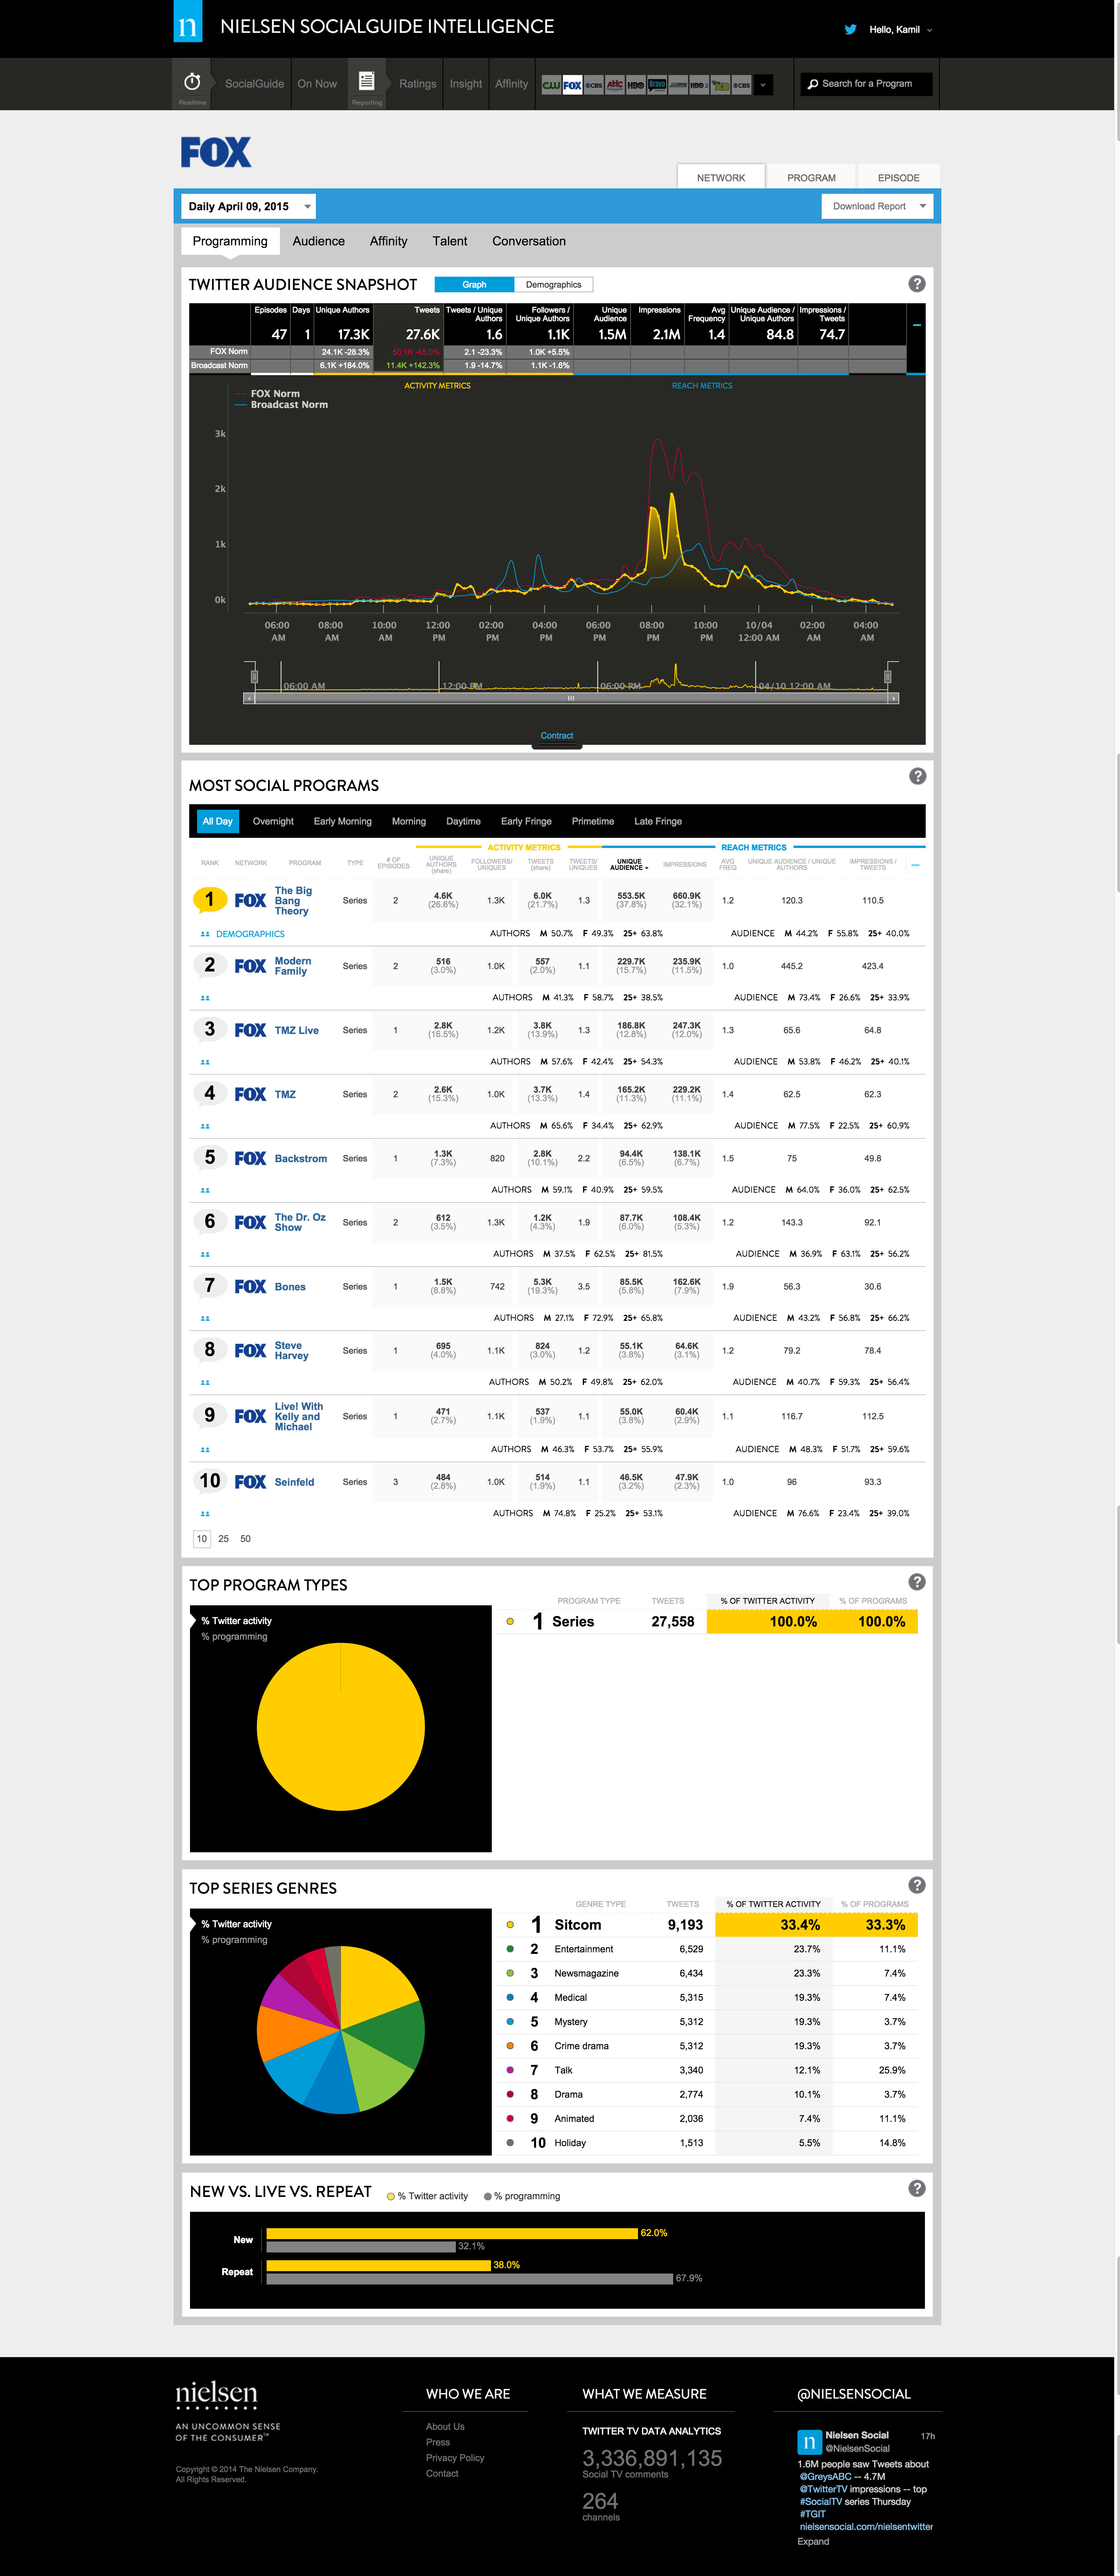 n NIELSEN SOCIALGUIDE INTELLIGENCE Hello, Kamil
Realtime SocialGuide On Now Reporting Ratings Insight Affinity CW FOX CBS AMC HBO Bravo HBO 2 CBS Search for a Program
FOX
NETWORK PROGRAM EPISODE
Daily April 09, 2015 Download Report
Programming Audience Affinity Talent Conversation
TWITTER AUDIENCE SNAPSHOT Graph Demographics ?
Episodes Days Unique Authors Tweets Tweets / Unique Authors Followers / Unique Authors Unique Audience Impressions Avg Frequency Unique Audience / Unique Authors Impressions / Tweets
47 1 17.3K 27.6K 1.6 1.1K 1.5M 2.1M 1.4 84.8 74.7
FOX Norm 24.1K -28.3% 50.1K -45.0% 2.1 -23.3% 1.0K +5.5%
Broadcast Norm 6.1K +184.0% 11.4K +142.3% 1.9 -14.7% 1.1K -1.6%
ACTIVITY METRICS REACH METRICS
FOX Norm
Broadcast Norm
3k
2k
1k
0k
06:00 AM 08:00 AM 10:00 AM 12:00 PM 02:00 PM 04:00 PM 06:00 PM 08:00 PM 10:00 PM 10/04 12:00 AM 02:00 AM 04:00 AM
06:00 AM 12:00 PM 06:00 PM 04/10 12:00 AM
Contract
MOST SOCIAL PROGRAMS ?
All Day Overnight Early Morning Morning Daytime Early Fringe Primetime Late Fringe
ACTIVITY METRICS REACH METRICS
RANK NETWORK PROGRAM TYPE # OF EPISODES UNIQUE AUTHORS (share) FOLLOWERS/ UNIQUES TWEETS (share) TWEETS/ UNIQUES UNIQUE AUDIENCE IMPRESSIONS AVG FREQ UNIQUE AUDIENCE / UNIQUE AUTHORS IMPRESSIONS / TWEETS
1 FOX The Big Bang Theory Series 2 4.6K (26.6%) 1.3K 6.0K (21.7%) 1.3 553.5K (37.8%) 660.9K (32.1%) 1.2 120.3 110.5
DEMOGRAPHICS AUTHORS M 50.7% F 49.3% 25+ 63.8% AUDIENCE M 44.2% F 55.8% 25+ 40.0%
2 FOX Modern Family Series 2 516 (3.0%) 1.0K 557 (2.0%) 1.1 229.7K (15.7%) 235.9K (11.5%) 1.0 445.2 423.4
AUTHORS M 41.3% F 58.7% 25+ 38.5% AUDIENCE M 73.4% F 26.6% 25+ 33.9%
3 FOX TMZ Live Series 1 2.8K (16.5%) 1.2K 3.8K (13.9%) 1.3 186.8K (12.8%) 247.3K (12.0%) 1.3 65.6 64.8
AUTHORS M 57.6% F 42.4% 25+ 54.3% AUDIENCE M 53.8% F 46.2% 25+ 40.1%
4 FOX TMZ Series 2 2.6K (15.3%) 1.0K 3.7K (13.3%) 1.4 165.2K (11.3%) 229.2K (11.1%) 1.4 62.5 62.3
AUTHORS M 65.6% F 34.4% 25+ 62.9% AUDIENCE M 77.5% F 22.5% 25+ 60.9%
5 FOX Backstrom Series 1 1.3K (7.3%) 820 2.8K (10.1%) 2.2 94.4K (6.5%) 138.1K (6.7%) 1.5 75 49.8
AUTHORS M 59.1% F 40.9% 25+ 59.5% AUDIENCE M 64.0% F 36.0% 25+ 62.5%
6 FOX The Dr. Oz Show Series 2 612 (3.5%) 1.3K 1.2K (4.3%) 1.9 87.7K (6.0%) 108.4K (5.3%) 1.2 143.3 92.1
AUTHORS M 37.5% F 62.5% 25+ 81.5% AUDIENCE M 36.9% F 63.1% 25+ 56.2%
7 FOX Bones Series 1 1.5K (8.8%) 742 5.3K (19.3%) 3.5 85.5K (5.8%) 162.6K (7.9%) 1.9 56.3 30.6
AUTHORS M 27.1% F 72.9% 25+ 65.8% AUDIENCE M 43.2% F 56.8% 25+ 66.2%
8 FOX Steve Harvey Series 1 695 (4.0%) 1.1K 824 (3.0%) 1.2 55.1K (3.8%) 64.6K (3.1%) 1.2 79.2 78.4
AUTHORS M 50.2% F 49.8% 25+ 62.0% AUDIENCE M 40.7% F 59.3% 25+ 56.4%
9 FOX Live! With Kelly and Michael Series 1 471 (2.7%) 1.1K 537 (1.9%) 1.1 55.0K (3.8%) 60.4K (2.9%) 1.1 116.7 112.5
AUTHORS M 46.3% F 53.7% 25+ 55.9% AUDIENCE M 48.3% F 51.7% 25+ 59.6%
10 FOX Seinfeld Series 3 484 (2.8%) 1.0K 514 (1.9%) 1.1 46.5K (3.2%) 47.9K (2.3%) 1.0 96 93.3
AUTHORS M 74.8% F 25.2% 25+ 53.1% AUDIENCE M 76.6% F 23.4% 25+ 39.0%
10 25 50
TOP PROGRAM TYPES ?
% Twitter activity
% programming
PROGRAM TYPE TWEETS % OF TWITTER ACTIVITY % OF PROGRAMS
1 Series 27,558 100.0% 100.0%
TOP SERIES GENRES ?
% Twitter activity
% programming
GENRE TYPE TWEETS % OF TWITTER ACTIVITY % OF PROGRAMS
1 Sitcom 9,193 33.4% 33.3%
2 Entertainment 6,529 23.7% 11.1%
3 Newsmagazine 6,434 23.3% 7.4%
4 Medical 5,315 19.3% 7.4%
5 Mystery 5,312 19.3% 3.7%
6 Crime drama 5,312 19.3% 3.7%
7 Talk 3,340 12.1% 25.9%
8 Drama 2,774 10.1% 3.7%
9 Animated 2,036 7.4% 11.1%
10 Holiday 1,513 5.5% 14.8%
NEW VS. LIVE VS. REPEAT % Twitter activity % programming ?
New 62.0%
32.1%
Repeat 38.0%
67.9%
nielsen
AN UNCOMMON SENSE
OF THE CONSUMER™
Copyright © 2014 The Nielsen Company.
All Rights Reserved.
WHO WE ARE
About Us
Press
Privacy Policy
Contact
WHAT WE MEASURE
TWITTER TV DATA ANALYTICS
3,336,891,135
Social TV comments
264
channels
@NIELSENSOCIAL
n Nielsen Social 17h
@NielsenSocial
1.6M people saw Tweets about
@GreysABC -- 4.7M
@TwitterTV impressions -- top
#SocialTV series Thursday
#TGIT
nielsensocial.com/nielsentwitter
Expand